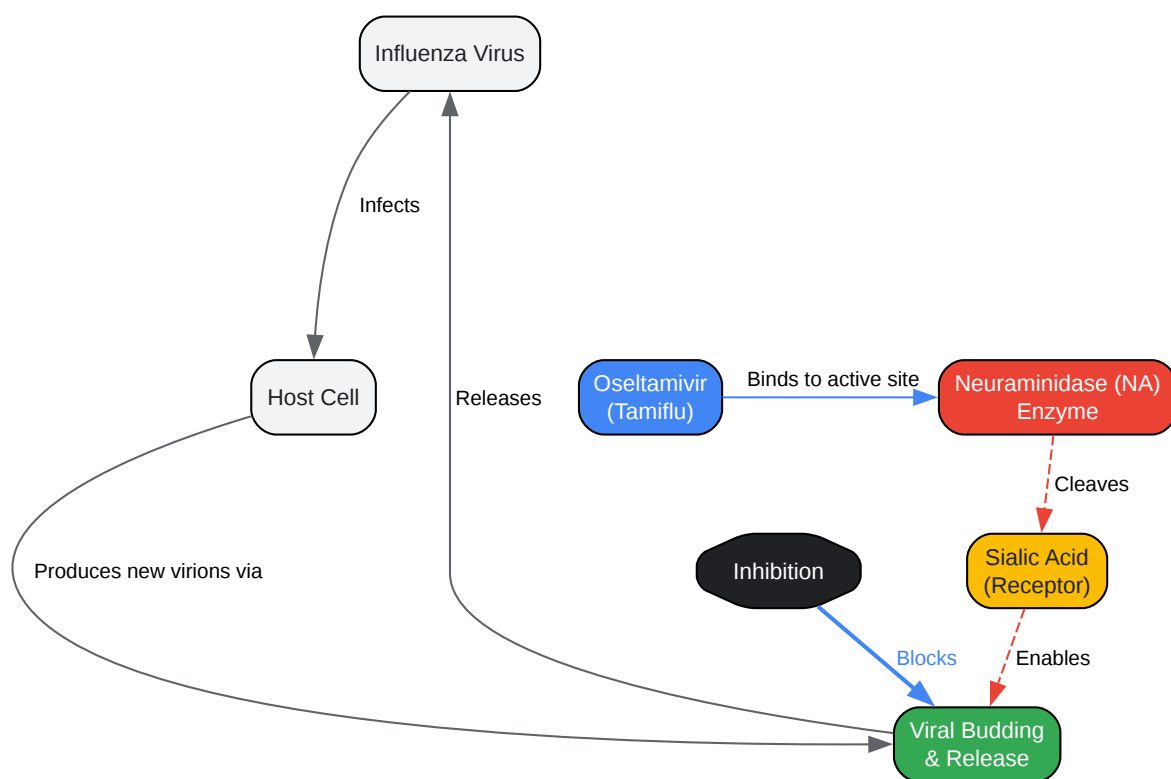 Influenza Virus
Infects
Host Cell
Releases
Oseltamivir
(Tamiflu)
Binds to active site
Neuraminidase (NA)
Enzyme
Cleaves
Produces new virions via
Inhibition
Sialic Acid
(Receptor)
Blocks
Enables
Viral Budding
& Release